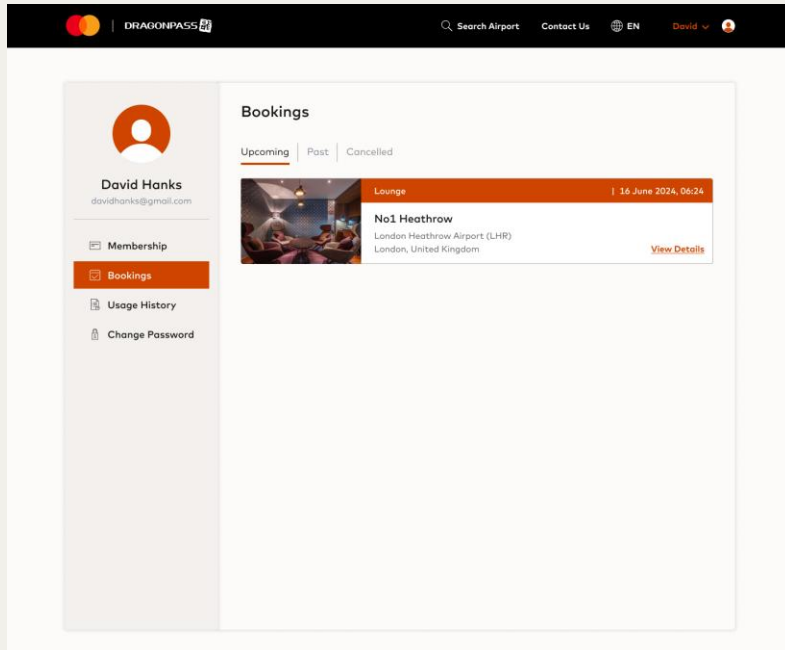 DRAGONPASS Search Airport Contact Us EN David
David Hanks
davidhanks@gmail.com
Membership
Bookings
Usage History
Change Password
Bookings
Upcoming Past Cancelled
Lounge | 16 June 2024, 06:24
No1 Heathrow
London Heathrow Airport (LHR)
London, United Kingdom
View Details